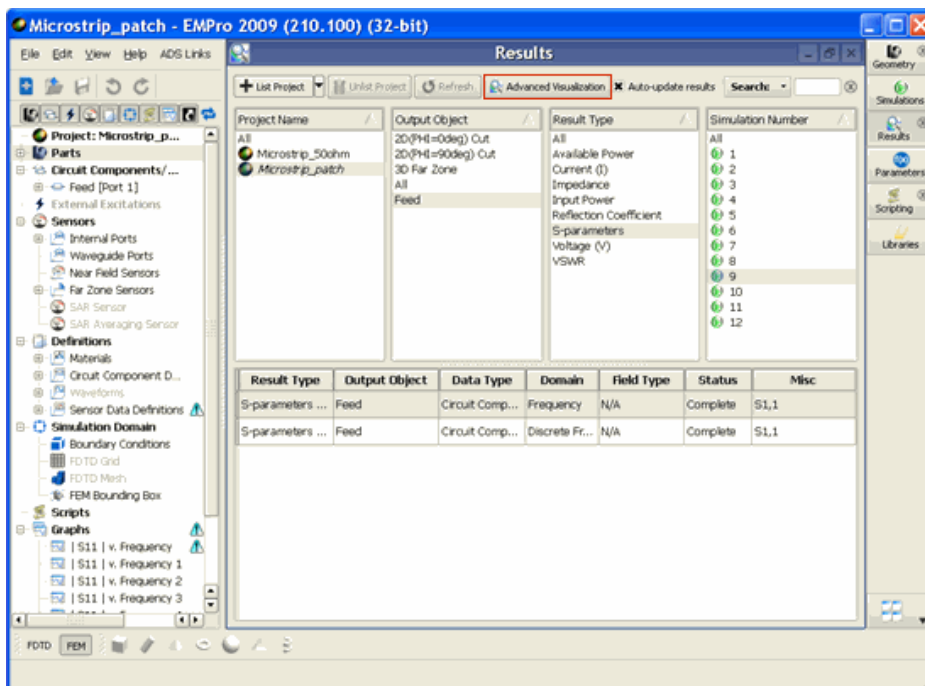 Microstrip_patch - EMPro 2009 (210.100) (32-bit)
File Edit View Help ADS Links
Results
List Project Unlist Project Refresh Advanced Visualization Auto-update results Search:
Project Name
All
Microstrip_50ohm
Microstrip_patch
Output Object
2D(PHI=0deg) Cut
2D(PHI=90deg) Cut
3D Far Zone
All
Feed
Result Type
All
Available Power
Current (I)
Impedance
Input Power
Reflection Coefficient
S-parameters
Voltage (V)
VSWR
Simulation Number
All
1
2
3
4
5
6
7
8
9
10
11
12
Result Type Output Object Data Type Domain Field Type Status Misc
S-parameters ... Feed Circuit Comp... Frequency N/A Complete S1,1
S-parameters ... Feed Circuit Comp... Discrete Fr... N/A Complete S1,1
Project: Microstrip_p...
Parts
Circuit Components/...
Feed [Port 1]
External Excitations
Sensors
Internal Ports
Waveguide Ports
Near Field Sensors
Far Zone Sensors
SAR Sensor
SAR Averaging Sensor
Definitions
Materials
Circuit Component D...
Waveforms
Sensor Data Definitions
Simulation Domain
Boundary Conditions
FDTD Grid
FDTD Mesh
FEM Bounding Box
Scripts
Graphs
| S11 | v. Frequency
| S11 | v. Frequency 1
| S11 | v. Frequency 2
| S11 | v. Frequency 3
Geometry
Simulations
Results
Parameters
Scripting
Libraries
FDTD FEM